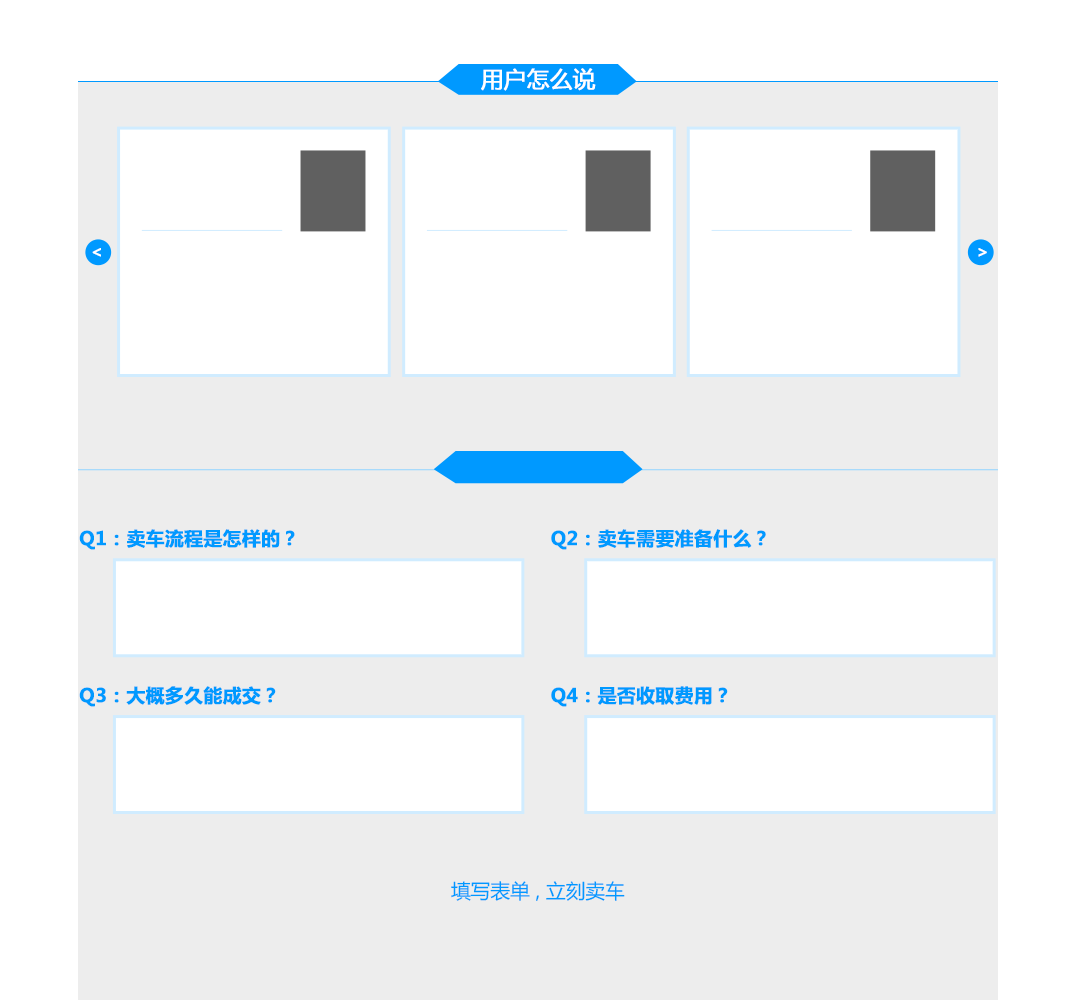 用户怎么说
<
>
Q1：卖车流程是怎样的？
Q2：卖车需要准备什么？
Q3：大概多久能成交？
Q4：是否收取费用？
填写表单，立刻卖车